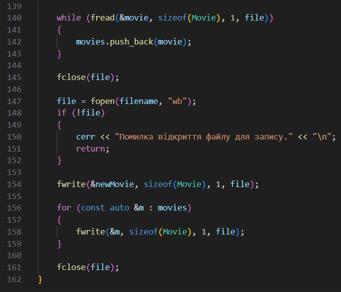 139
140 while (fread(&movie, sizeof(Movie), 1, file))
141 {
142 movies.push_back(movie);
143 }
144
145 fclose(file);
146
147 file = fopen(filename, "wb");
148 if (!file)
149 {
150 cerr << "Помилка відкриття файлу для запису." << "\n";
151 return;
152 }
153
154 fwrite(&newMovie, sizeof(Movie), 1, file);
155
156 for (const auto &m : movies)
157 {
158 fwrite(&m, sizeof(Movie), 1, file);
159 }
160
161 fclose(file);
162 }